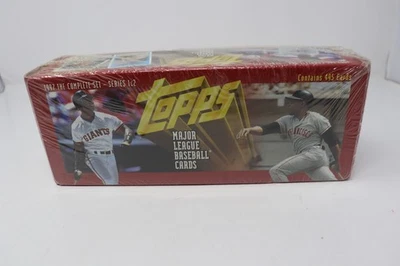 1997 THE COMPLETE SET - SERIES 1&2
Contains 495 Cards
Topps
MAJOR
LEAGUE
BASEBALL
CARDS
GIANTS